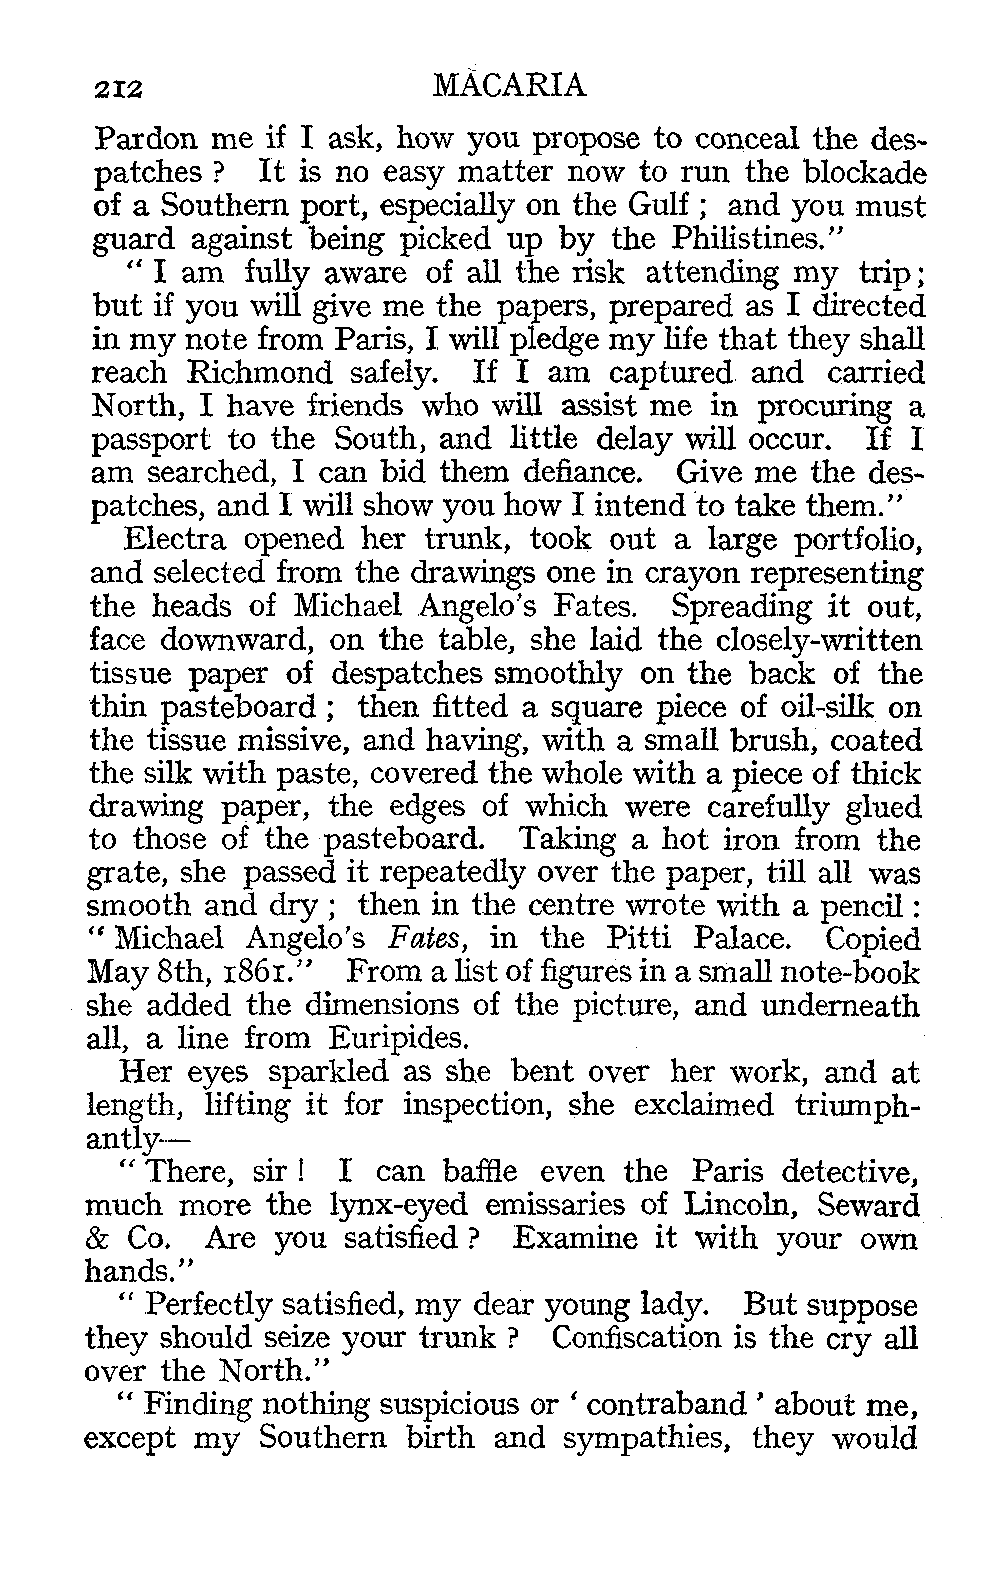 212 MACARIA
Pardon me if I ask, how you propose to conceal the des-
patches ? It is no easy matter now to run the blockade
of a Southern port, especially on the Gulf ; and you must
guard against being picked up by the Philistines."
" I am fully aware of all the risk attending my trip ;
but if you will give me the papers, prepared as I directed
in my note from Paris, I will pledge my life that they shall
reach Richmond safely. If I am captured and carried
North, I have friends who will assist me in procuring a
passport to the South, and little delay will occur. If I
am searched, I can bid them defiance. Give me the des-
patches, and I will show you how I intend to take them."
Electra opened her trunk, took out a large portfolio,
and selected from the drawings one in crayon representing
the heads of Michael Angelo's Fates. Spreading it out,
face downward, on the table, she laid the closely-written
tissue paper of despatches smoothly on the back of the
thin pasteboard ; then fitted a square piece of oil-silk on
the tissue missive, and having, with a small brush, coated
the silk with paste, covered the whole with a piece of thick
drawing paper, the edges of which were carefully glued
to those of the pasteboard. Taking a hot iron from the
grate, she passed it repeatedly over the paper, till all was
smooth and dry ; then in the centre wrote with a pencil :
" Michael Angelo's Fates, in the Pitti Palace. Copied
May 8th, 1861." From a list of figures in a small note-book
she added the dimensions of the picture, and underneath
all, a line from Euripides.
Her eyes sparkled as she bent over her work, and at
length, lifting it for inspection, she exclaimed triumph-
antly—
" There, sir ! I can baffle even the Paris detective,
much more the lynx-eyed emissaries of Lincoln, Seward
& Co. Are you satisfied ? Examine it with your own
hands."
" Perfectly satisfied, my dear young lady. But suppose
they should seize your trunk ? Confiscation is the cry all
over the North."
" Finding nothing suspicious or ' contraband ' about me,
except my Southern birth and sympathies, they would